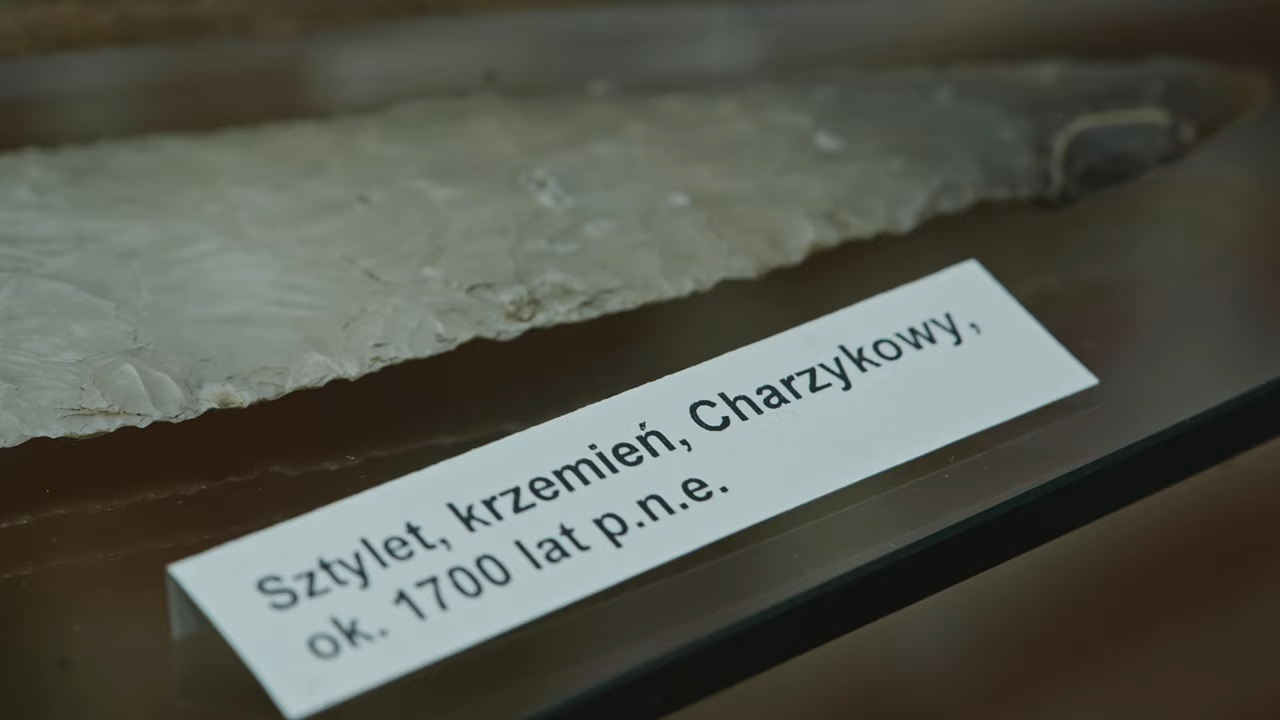 Sztylet, krzemień, Charzykowy,
ok. 1700 lat p.n.e.